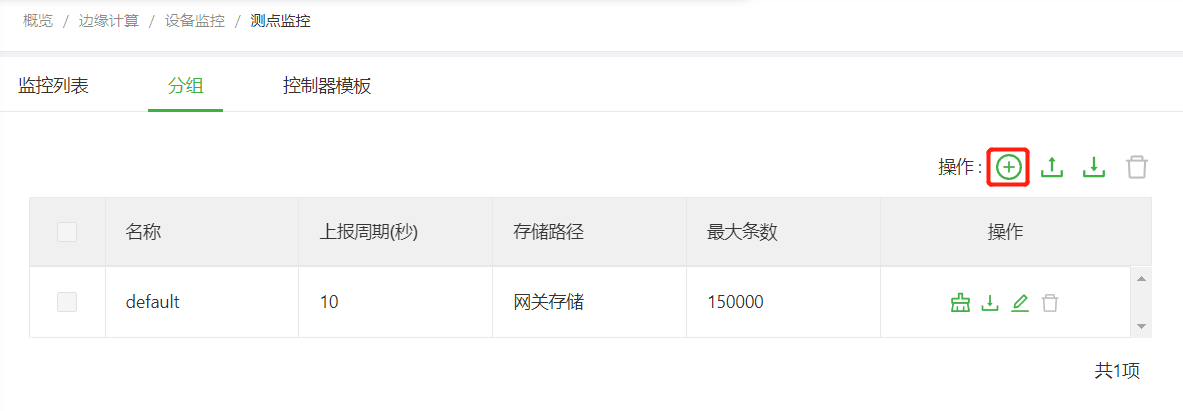 概览 / 边缘计算 / 设备监控 / 测点监控
监控列表 分组 控制器模板
操作 :
名称 上报周期(秒) 存储路径 最大条数 操作
default 10 网关存储 150000
共1项